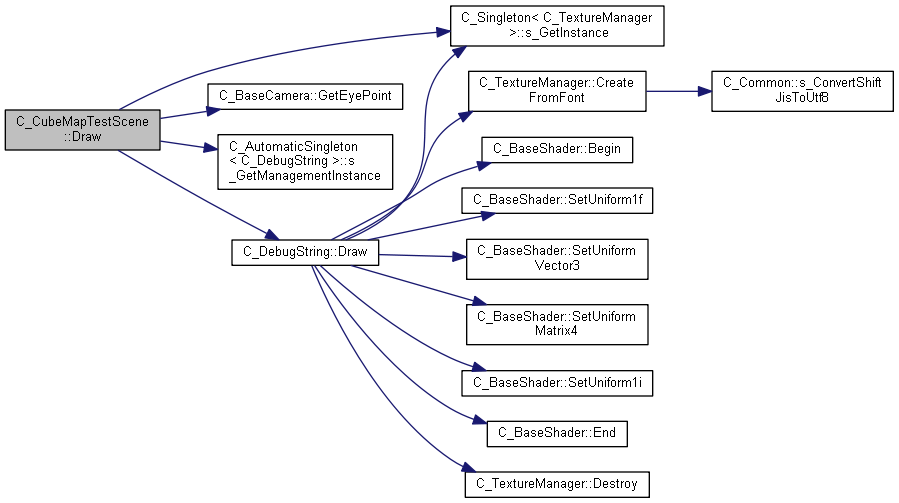 C_CubeMapTestScene
::Draw
C_Singleton< C_TextureManager
>::s_GetInstance
C_BaseCamera::GetEyePoint
C_AutomaticSingleton
< C_DebugString >::s
_GetManagementInstance
C_DebugString::Draw
C_TextureManager::Create
FromFont
C_Common::s_ConvertShift
JisToUtf8
C_BaseShader::Begin
C_BaseShader::SetUniform1f
C_BaseShader::SetUniform
Vector3
C_BaseShader::SetUniform
Matrix4
C_BaseShader::SetUniform1i
C_BaseShader::End
C_TextureManager::Destroy